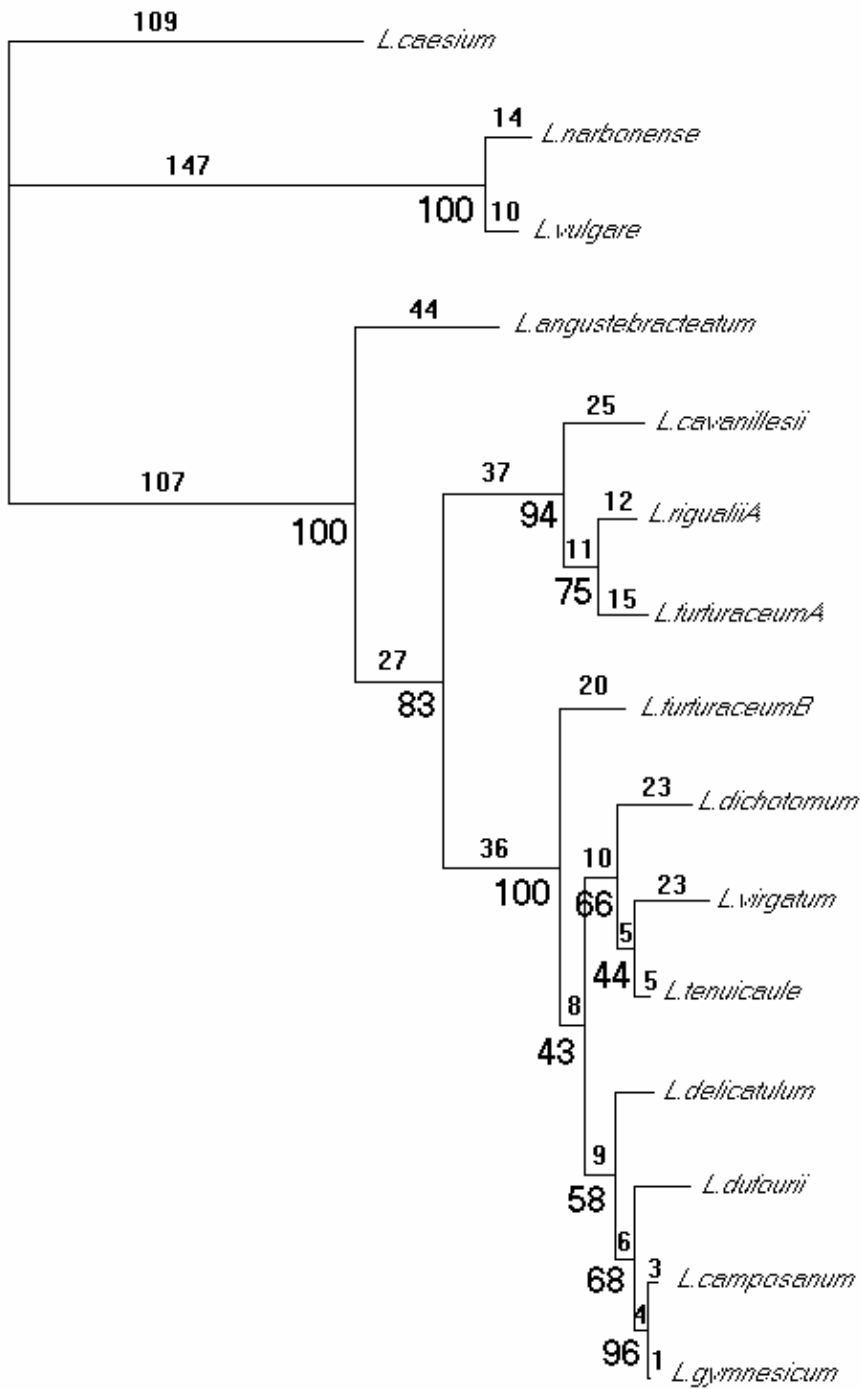 109
L.caesium
14
L.narbonense
147
100
10
L.vulgare
44
L.angustebracteatum
25
L.cavanillesii
37
107
94
12
L.rigualiiA
100
11
75
15
L.furfuraceumA
27
83
20
L.furfuraceumB
23
L.dichotomum
36
10
100
66
23
L.virgatum
5
44
5
L.tenuicaule
8
43
L.delicatulum
9
58
L.dufourii
6
68
3
L.camposanum
4
96
1
L.gymnesicum